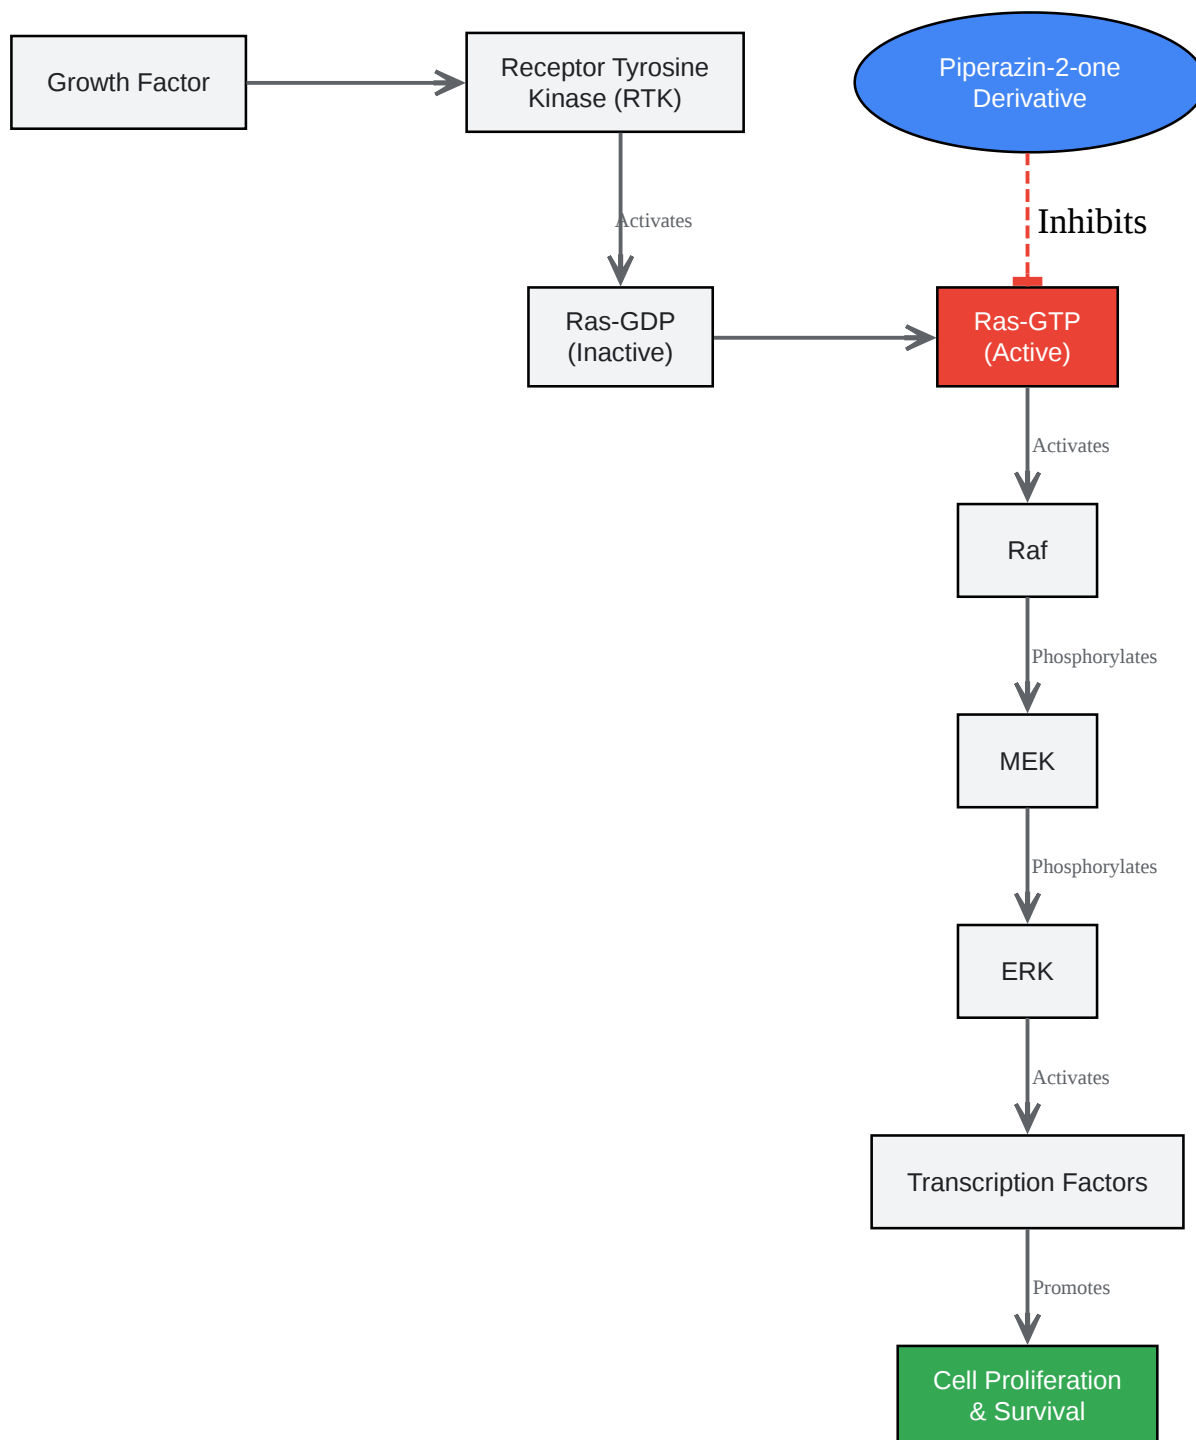 Growth Factor
Receptor Tyrosine
Kinase (RTK)
Piperazin-2-one
Derivative
Activates
Inhibits
Ras-GDP
(Inactive)
Ras-GTP
(Active)
Activates
Raf
Phosphorylates
MEK
Phosphorylates
ERK
Activates
Transcription Factors
Promotes
Cell Proliferation
& Survival